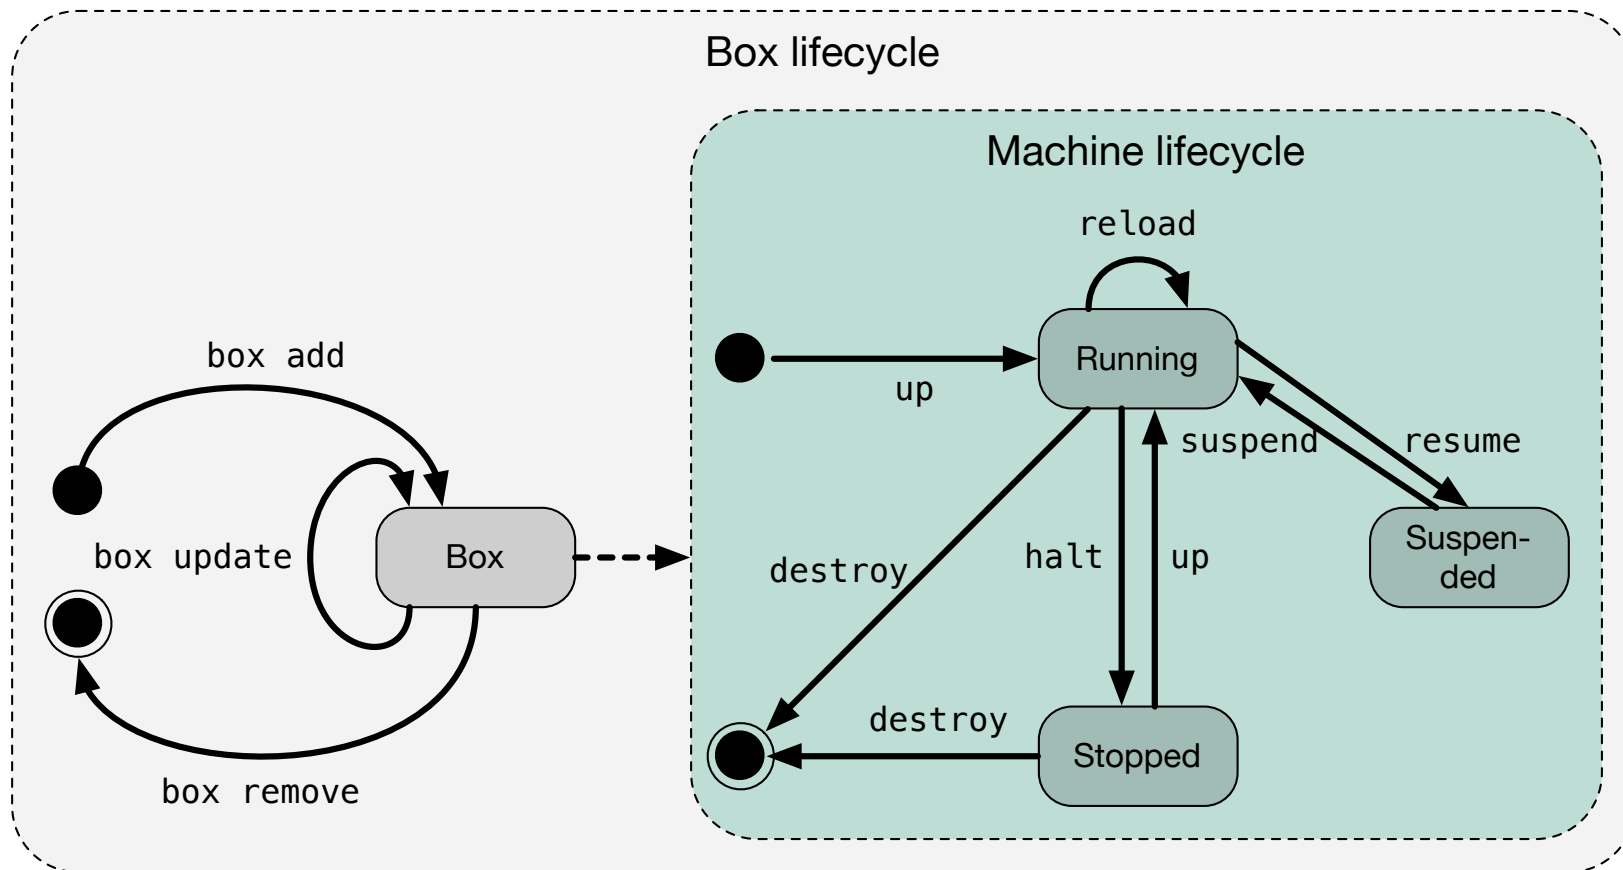 Box lifecycle
Machine lifecycle
reload
box add
Running
up
suspend
resume
box update
Box
destroy
halt
up
Suspen-
ded
destroy
Stopped
box remove